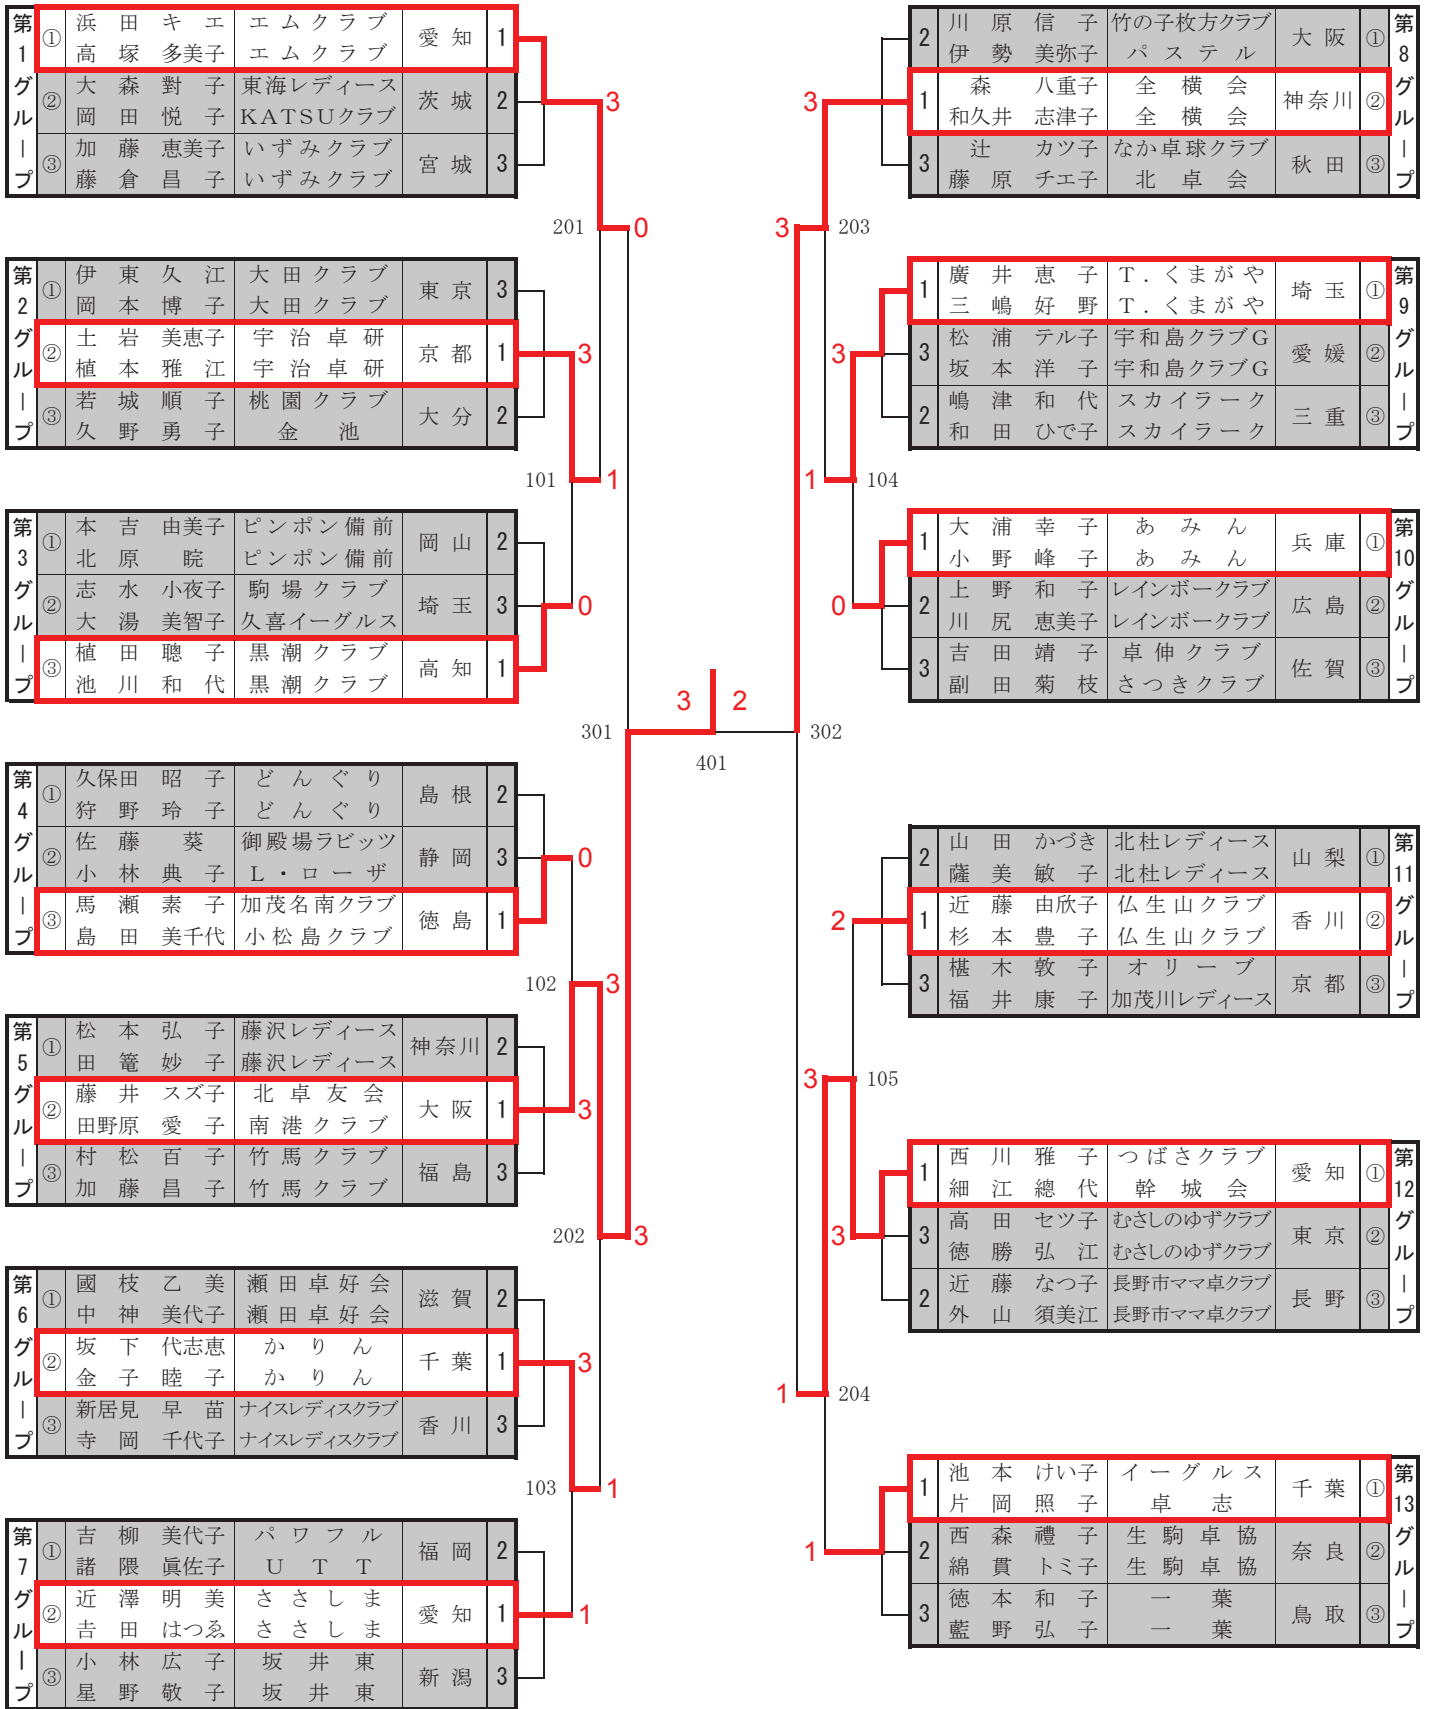 第1グループ
① 浜田 キエ エムクラブ 愛知 1
高塚 多美子 エムクラブ
② 大森 對子 東海レディース 茨城 2
岡田 悦子 KATSUクラブ
③ 加藤 恵美子 いずみクラブ 宮城 3
藤倉 昌子 いずみクラブ
3
201 0
第2グループ
① 伊東 久江 大田クラブ 東京 3
岡本 博子 大田クラブ
② 土岩 美恵子 宇治卓研 京都 1
植本 雅江 宇治卓研
③ 若城 順子 桃園クラブ 大分 2
久野 勇子 金池
3
101 1
第3グループ
① 本吉 由美子 ピンポン備前 岡山 2
北原 睆 ピンポン備前
② 志水 小夜子 駒場クラブ 埼玉 3
大湯 美智子 久喜イーグルス
③ 植田 聰子 黒潮クラブ 高知 1
池川 和代 黒潮クラブ
0
301
第4グループ
① 久保田 昭子 どんぐり 島根 2
狩野 玲子 どんぐり
② 佐藤 葵 御殿場ラビッツ 静岡 3
小林 典子 L・ローザ
③ 馬瀬 素子 加茂名南クラブ 徳島 1
島田 美千代 小松島クラブ
0
102 3
第5グループ
① 松本 弘子 藤沢レディース 神奈川 2
田篭 妙子 藤沢レディース
② 藤井 スズ子 北卓友会 大阪 1
田野原 愛子 南港クラブ
③ 村松 百子 竹馬クラブ 福島 3
加藤 昌子 竹馬クラブ
3
202 3
第6グループ
① 國枝 乙美 瀬田卓好会 滋賀 2
中神 美代子 瀬田卓好会
② 坂下 代志恵 かりん 千葉 1
金子 睦子 かりん
③ 新居見 早苗 ナイスレディスクラブ 香川 3
寺岡 千代子 ナイスレディスクラブ
3
103 1
第7グループ
① 吉柳 美代子 パワフル 福岡 2
諸隈 眞佐子 UTT
② 近澤 明美 ささしま 愛知 1
吉田 はつゑ ささしま
③ 小林 広子 坂井東 新潟 3
星野 敬子 坂井東
1
3 2
401
第8グループ
2 川原 信子 竹の子枚方クラブ 大阪 ①
伊勢 美弥子 パステル
1 森 八重子 全横会 神奈川 ②
和久井 志津子 全横会
3 辻 カツ子 なか卓球クラブ 秋田 ③
藤原 チエ子 北卓会
3
3 203
第9グループ
1 廣井 恵子 T.くまがや 埼玉 ①
三嶋 好野 T.くまがや
3 松浦 テル子 宇和島クラブG 愛媛 ②
坂本 洋子 宇和島クラブG
2 嶋津 和代 スカイラーク 三重 ③
和田 ひで子 スカイラーク
3
1 104
第10グループ
1 大浦 幸子 あみん 兵庫 ①
小野 峰子 あみん
2 上野 和子 レインボークラブ 広島 ②
川尻 恵美子 レインボークラブ
3 吉田 靖子 卓伸クラブ 佐賀 ③
副田 菊枝 さつきクラブ
0
302
第11グループ
2 山田 かづき 北杜レディース 山梨 ①
薩美 敏子 北杜レディース
1 近藤 由欣子 仏生山クラブ 香川 ②
杉本 豊子 仏生山クラブ
3 椹木 敦子 オリーブ 京都 ③
福井 康子 加茂川レディース
2
3 105
第12グループ
1 西川 雅子 つばさクラブ 愛知 ①
細江 總代 幹城会
3 高田 セツ子 むさしのゆずクラブ 東京 ②
徳勝 弘江 むさしのゆずクラブ
2 近藤 なつ子 長野市ママ卓クラブ 長野 ③
外山 須美江 長野市ママ卓クラブ
3
1 204
第13グループ
1 池本 けい子 イーグルス 千葉 ①
片岡 照子 卓志
2 西森 禮子 生駒卓協 奈良 ②
綿貫 トミ子 生駒卓協
3 徳本 和子 一葉 鳥取 ③
藍野 弘子 一葉
1